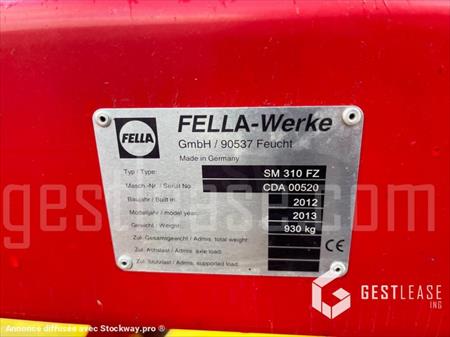 FELLA
FELLA-Werke
GmbH / 90537 Feucht
Made in Germany
Typ / Type: SM 310 FZ
Masch.-Nr. / Serial No. CDA 00520
Baujahr / Built in 2012
Modelljahr / model year 2013
Gewicht / Weight: 930 kg
Zul. Gesamtgewicht / Admis. total weight:
Zul. Achslast / Admis. axle load:
Zul. Stützlast / Admis. supported load:
CE
gestlease.com
GESTLEASE
ING
Annonce diffusée avec Stockway.pro ®